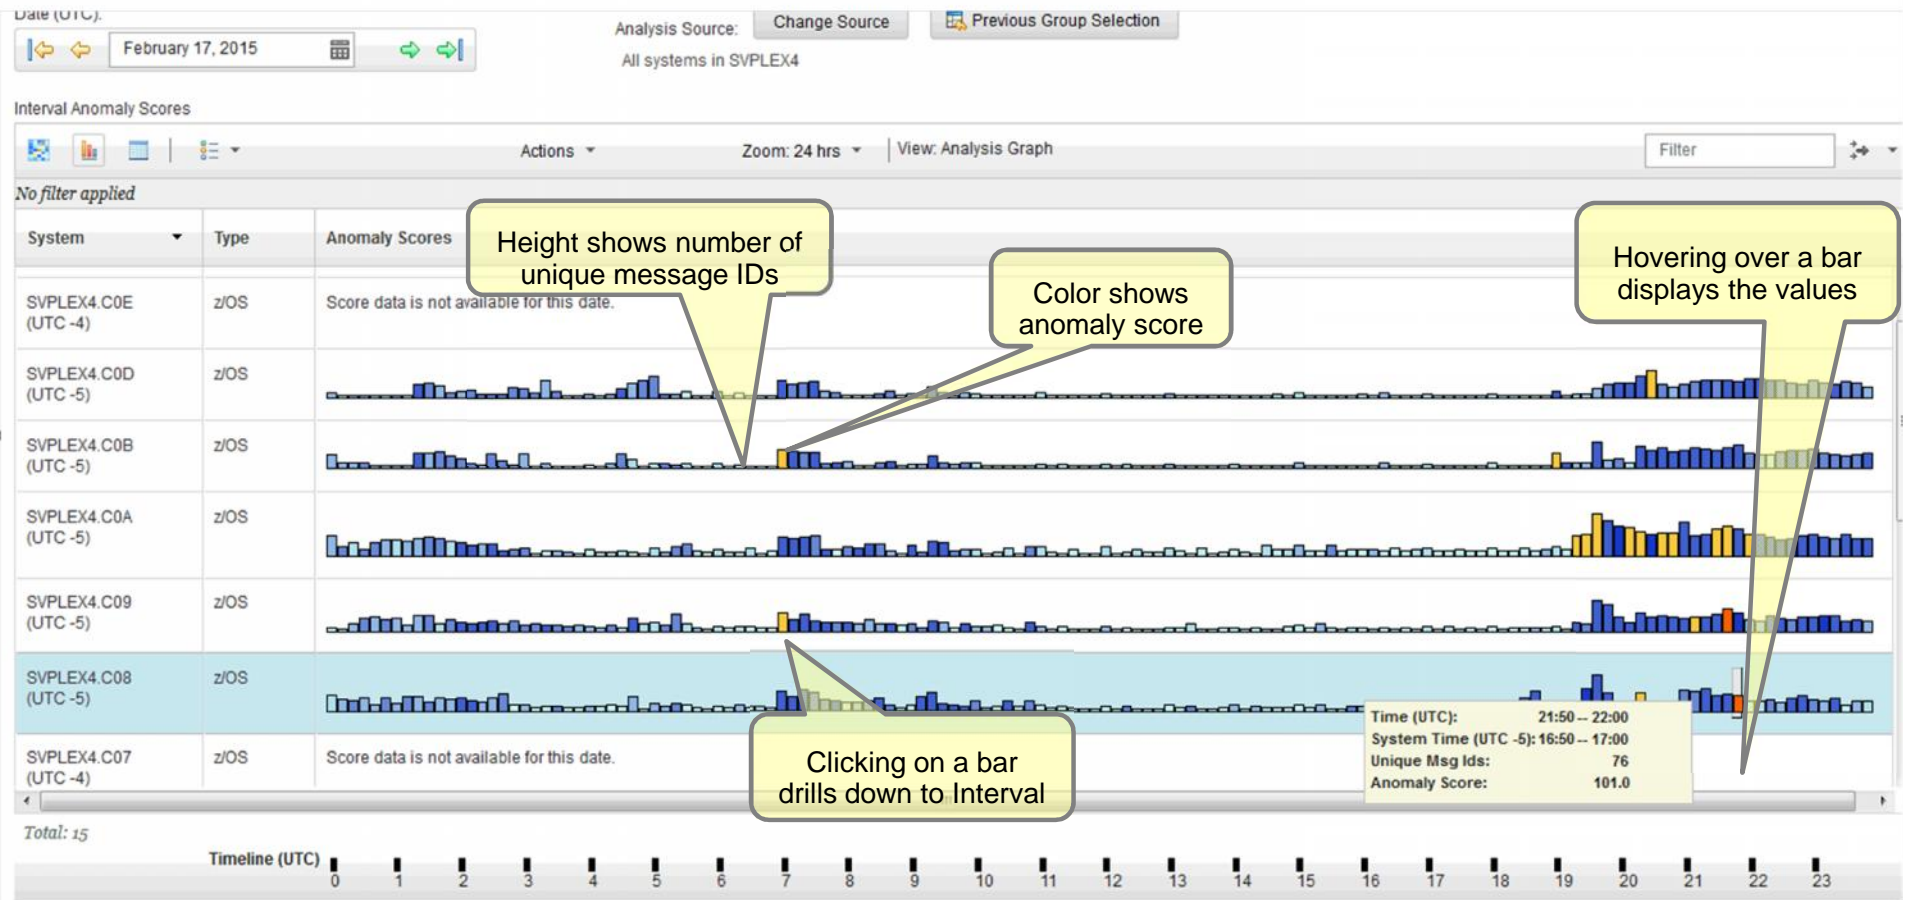 Date (UTC):
February 17, 2015
Analysis Source:
Change Source
Previous Group Selection
All systems in SVPLEX4
Interval Anomaly Scores
Actions
Zoom: 24 hrs
View: Analysis Graph
Filter
No filter applied
System
Type
Anomaly Scores
Height shows number of
unique message IDs
Color shows
anomaly score
Hovering over a bar
displays the values
SVPLEX4.C0E
(UTC -4)
z/OS
Score data is not available for this date.
SVPLEX4.C0D
(UTC -5)
z/OS
SVPLEX4.C0B
(UTC -5)
z/OS
SVPLEX4.C0A
(UTC -5)
z/OS
SVPLEX4.C09
(UTC -5)
z/OS
SVPLEX4.C08
(UTC -5)
z/OS
Time (UTC): 21:50 -- 22:00
System Time (UTC -5): 16:50 -- 17:00
Unique Msg Ids: 76
Anomaly Score: 101.0
Clicking on a bar
drills down to Interval
SVPLEX4.C07
(UTC -4)
z/OS
Score data is not available for this date.
Total: 15
Timeline (UTC)
0 1 2 3 4 5 6 7 8 9 10 11 12 13 14 15 16 17 18 19 20 21 22 23